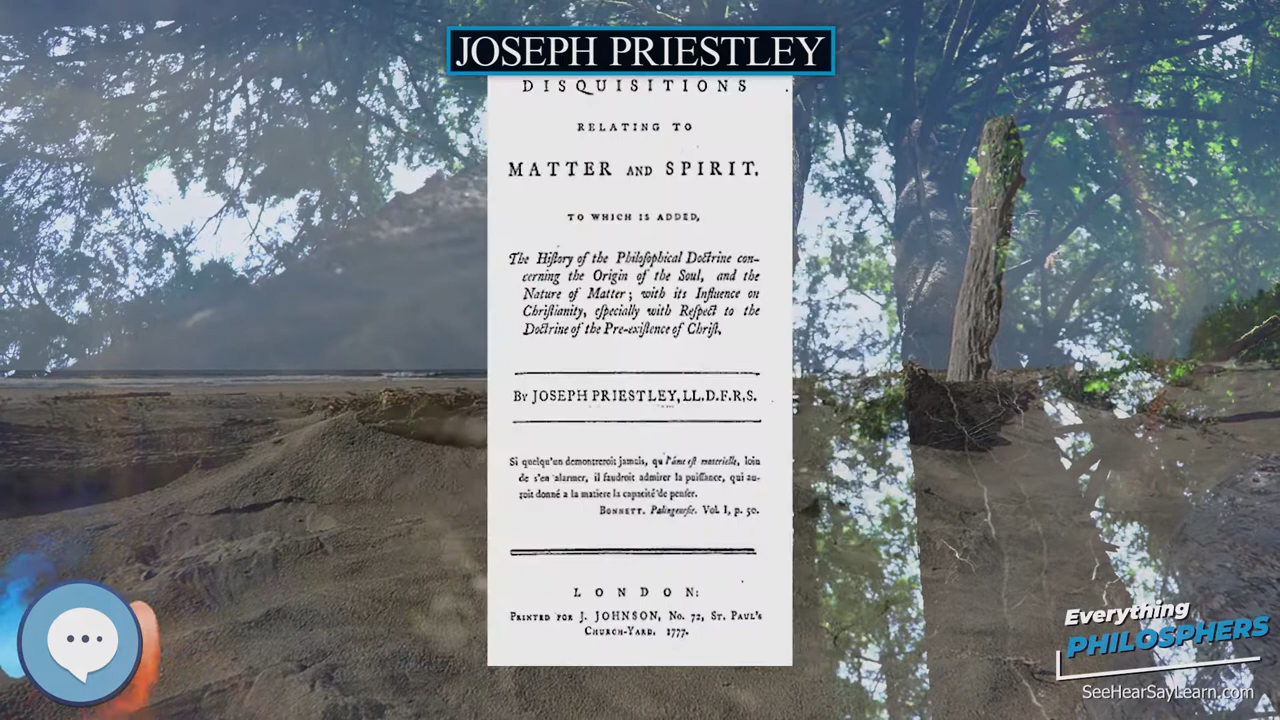 JOSEPH PRIESTLEY
DISQUISITIONS
RELATING TO
MATTER AND SPIRIT.
TO WHICH IS ADDED,
The Hiſtory of the Philoſophical Doctrine con-
cerning the Origin of the Soul, and the
Nature of Matter; with its Influence on
Chriſtianity, eſpecially with Reſpect to the
Doctrine of the Pre-exiſtence of Chriſt.
By JOSEPH PRIESTLEY, LL.D.F.R.S.
Si quelqu'un demontreroit jamais, que l'áme eſt materielle, loin
de s'en alarmer, il faudroit admirer la puiſſance, qui au-
roit donné a la matiere la capacité de penſer.
BONNETT. Palingeneſie. Vol. I, p. 50.
LONDON:
PRINTED FOR J. JOHNSON, No. 72, ST. PAUL'S
CHURCH-YARD. 1777.
Everything
PHILOSPHERS
SeeHearSayLearn.com